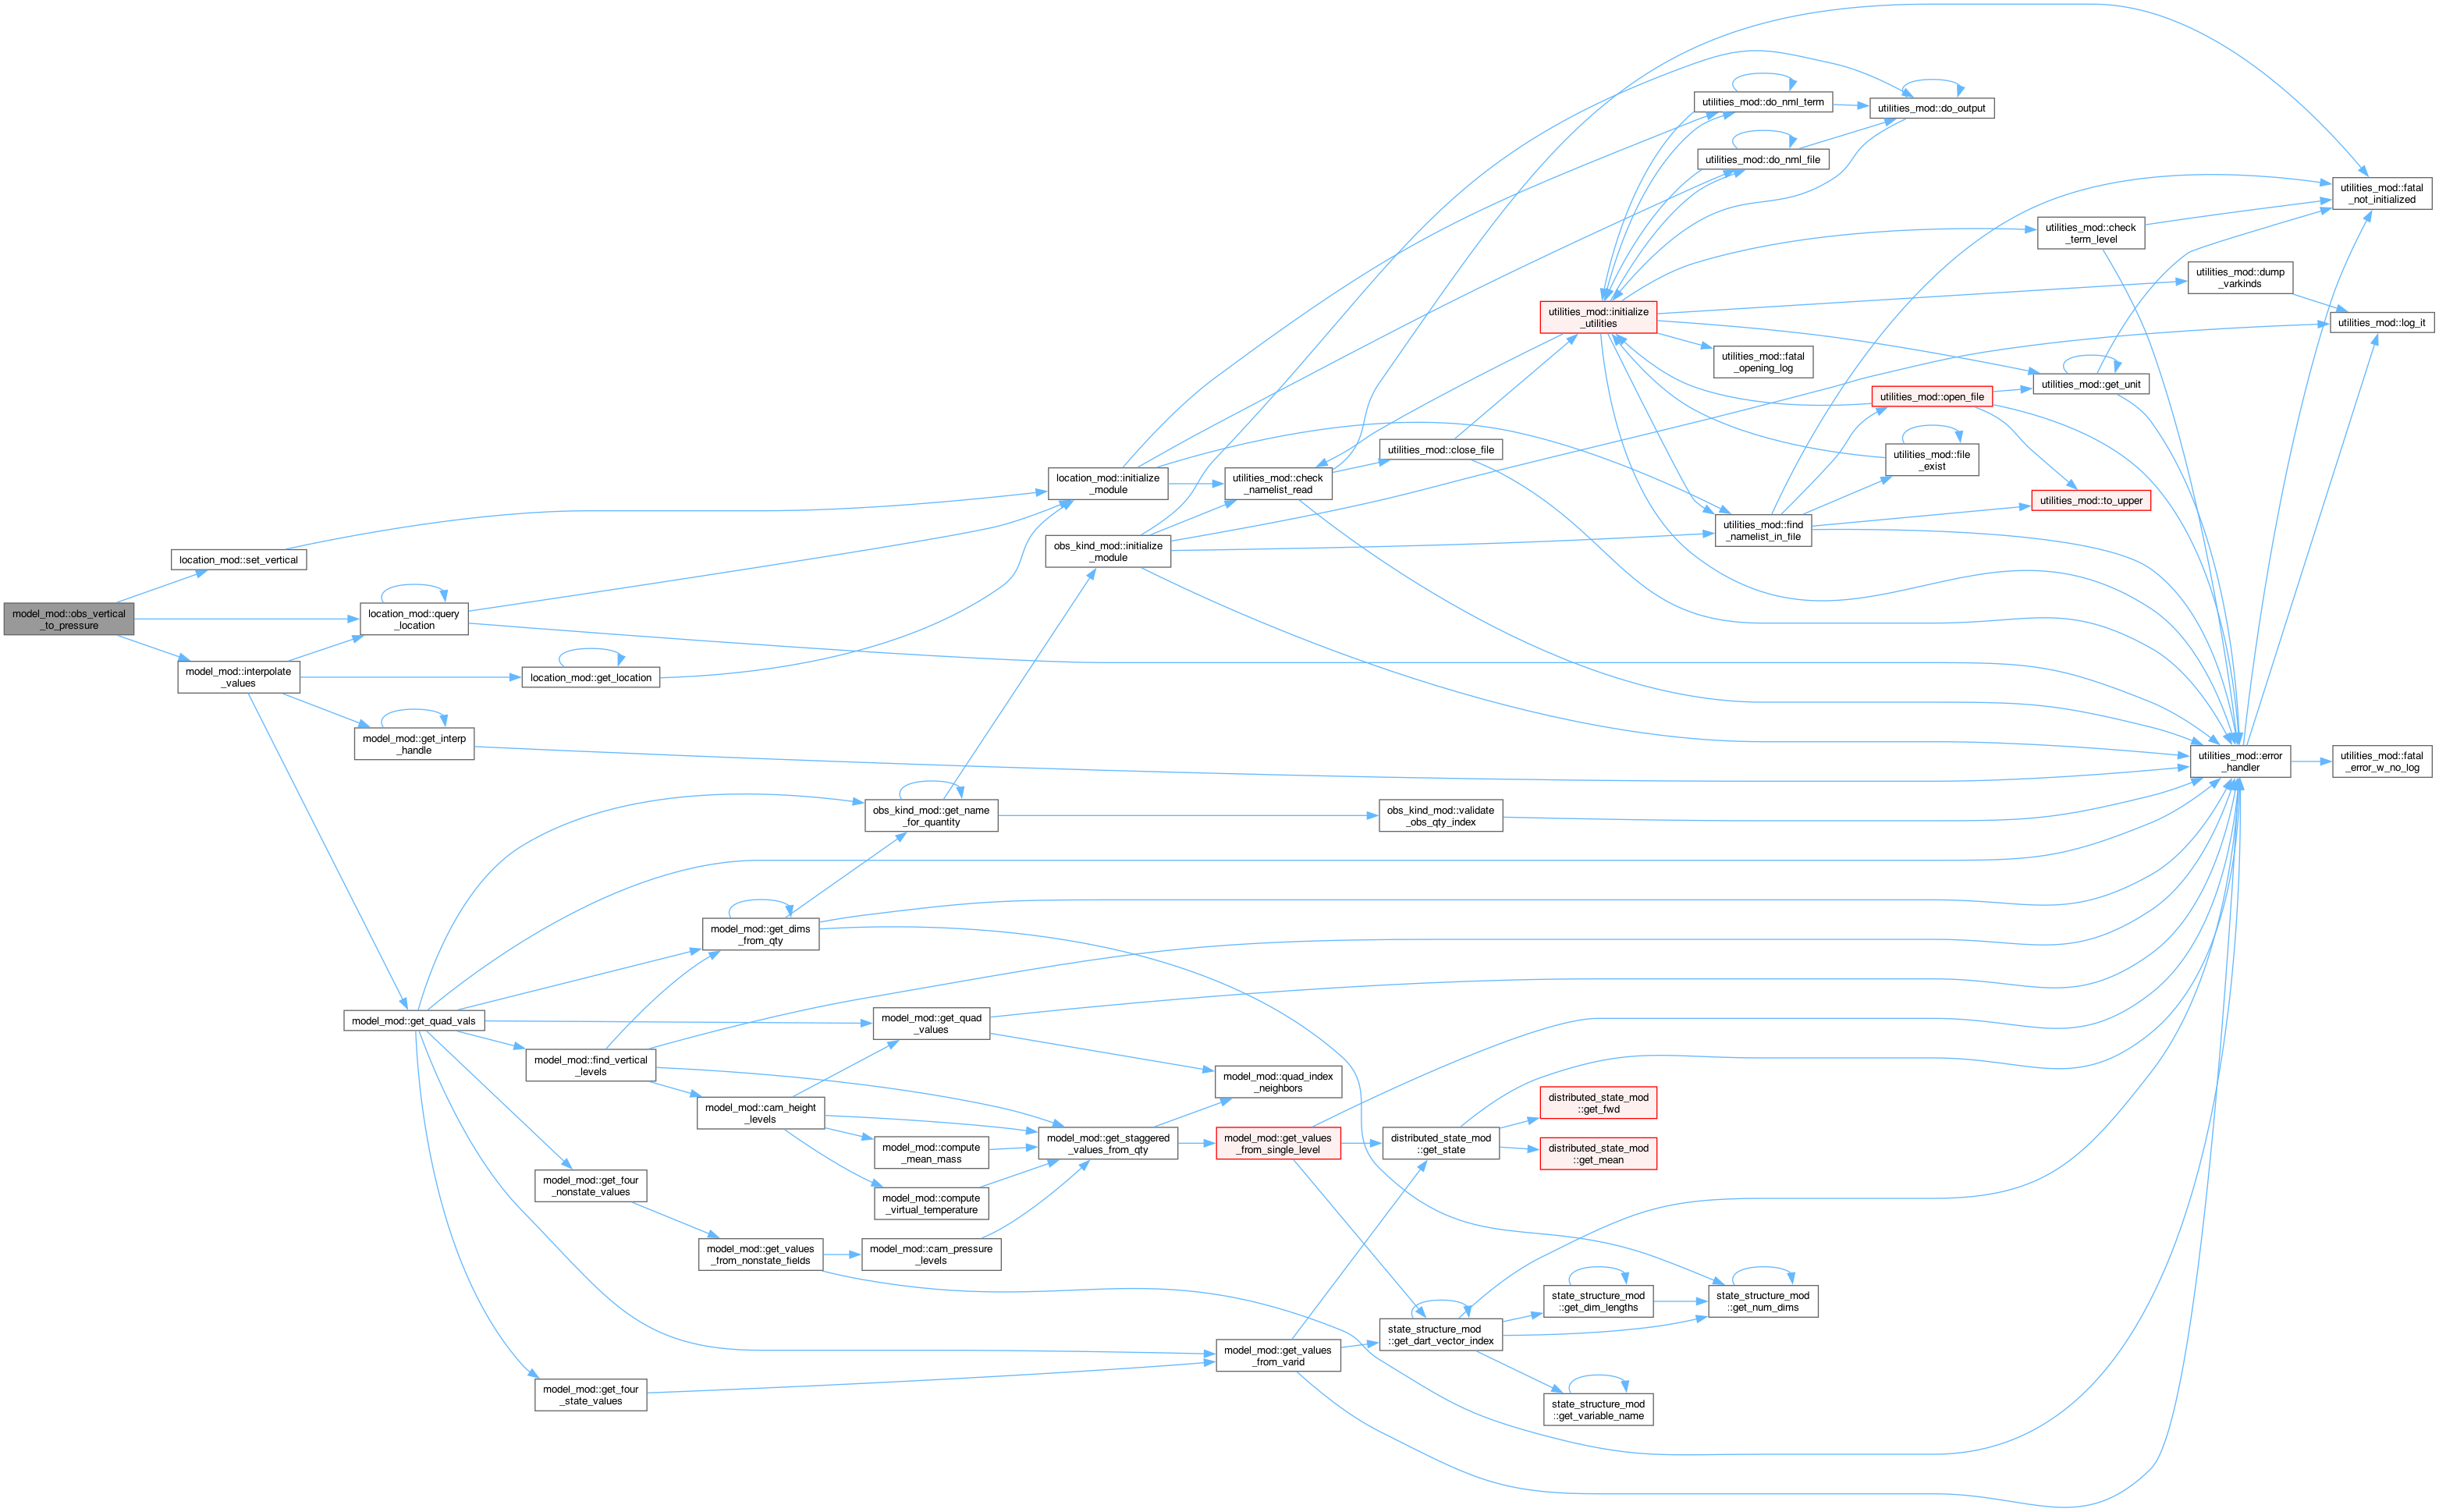 model_mod::obs_vertical
_to_pressure
location_mod::set_vertical
location_mod::query
_location
model_mod::interpolate
_values
location_mod::get_location
model_mod::get_interp
_handle
model_mod::get_quad_vals
location_mod::initialize
_module
obs_kind_mod::initialize
_module
obs_kind_mod::get_name
_for_quantity
model_mod::get_dims
_from_qty
model_mod::find_vertical
_levels
model_mod::get_quad
_values
model_mod::cam_height
_levels
model_mod::compute
_mean_mass
model_mod::compute
_virtual_temperature
model_mod::get_four
_nonstate_values
model_mod::get_values
_from_nonstate_fields
model_mod::cam_pressure
_levels
model_mod::get_four
_state_values
model_mod::get_staggered
_values_from_qty
model_mod::quad_index
_neighbors
model_mod::get_values
_from_single_level
model_mod::get_values
_from_varid
utilities_mod::check
_namelist_read
utilities_mod::close_file
obs_kind_mod::validate
_obs_qty_index
distributed_state_mod
::get_state
state_structure_mod
::get_dart_vector_index
distributed_state_mod
::get_fwd
distributed_state_mod
::get_mean
state_structure_mod
::get_dim_lengths
state_structure_mod
::get_variable_name
state_structure_mod
::get_num_dims
utilities_mod::initialize
_utilities
utilities_mod::do_nml_term
utilities_mod::do_nml_file
utilities_mod::fatal
_opening_log
utilities_mod::find
_namelist_in_file
utilities_mod::do_output
utilities_mod::open_file
utilities_mod::file
_exist
utilities_mod::check
_term_level
utilities_mod::get_unit
utilities_mod::to_upper
utilities_mod::dump
_varkinds
utilities_mod::error
_handler
utilities_mod::fatal
_not_initialized
utilities_mod::log_it
utilities_mod::fatal
_error_w_no_log